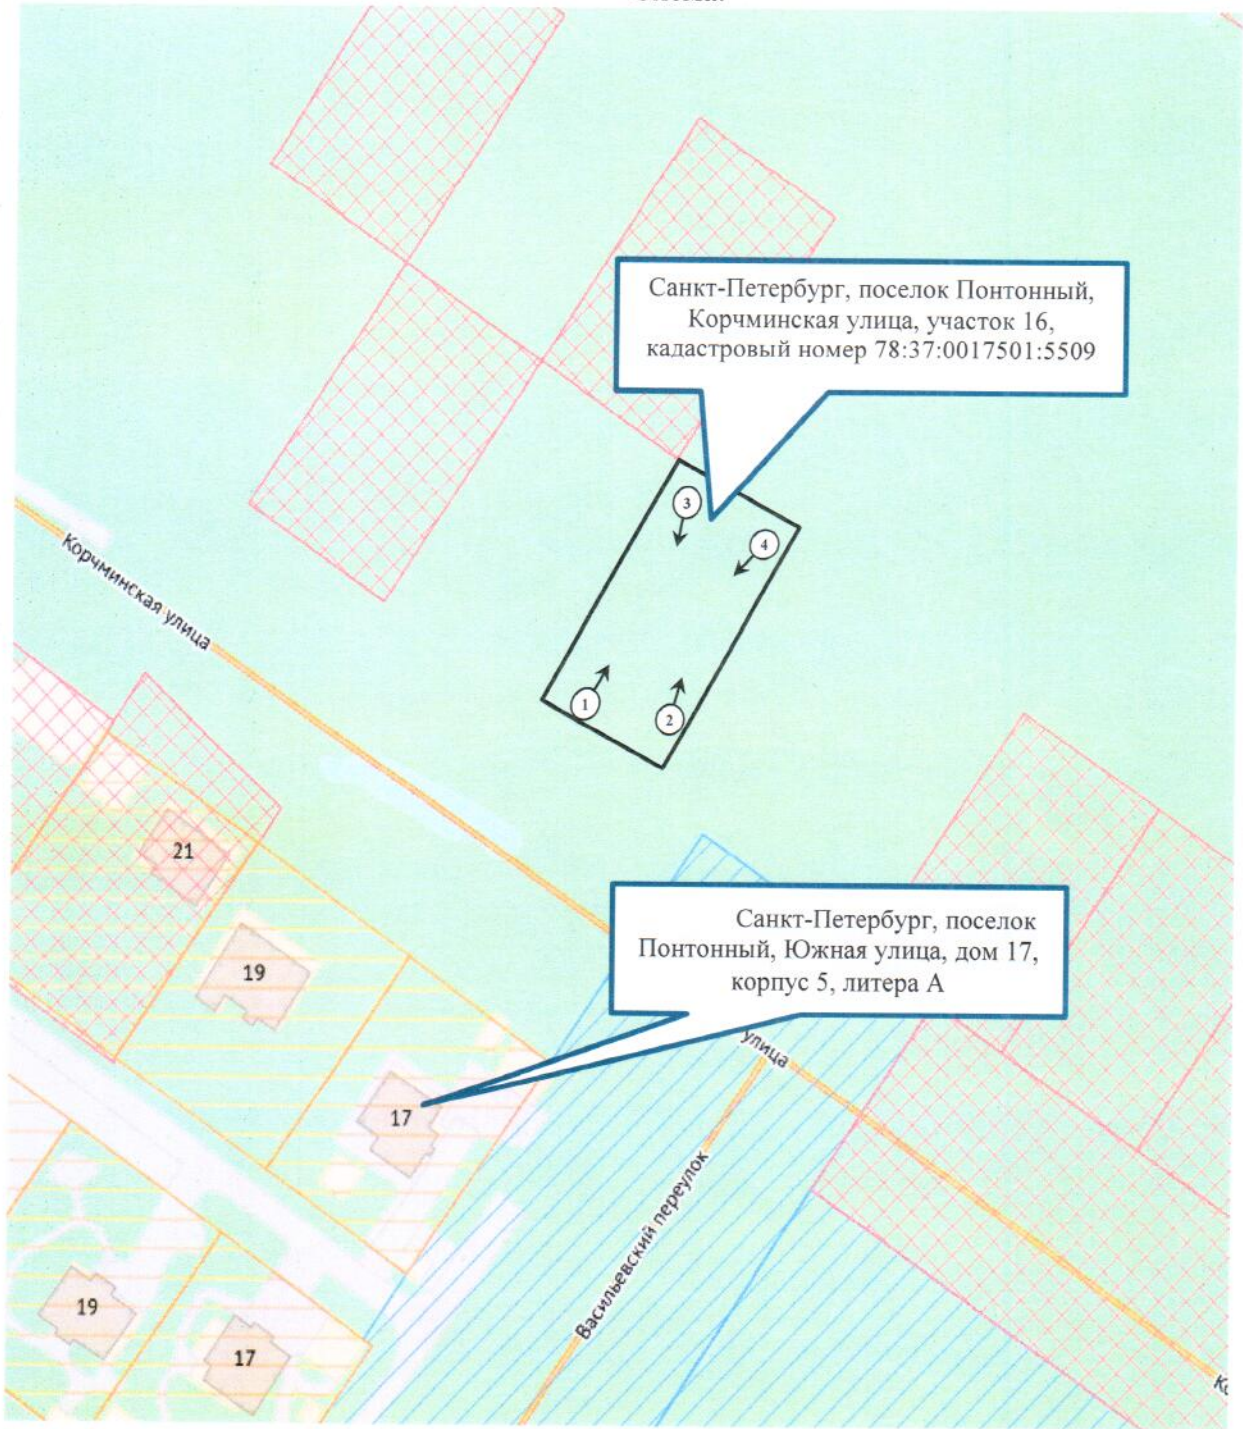 Санкт-Петербург, поселок Понтонный,
Корчминская улица, участок 16,
кадастровый номер 78:37:0017501:5509
3
4
Корчминская улица
1
2
21
Санкт-Петербург, поселок
Понтонный, Южная улица, дом 17,
корпус 5, литера А
19
улица
17
Васильевский переулок
19
17